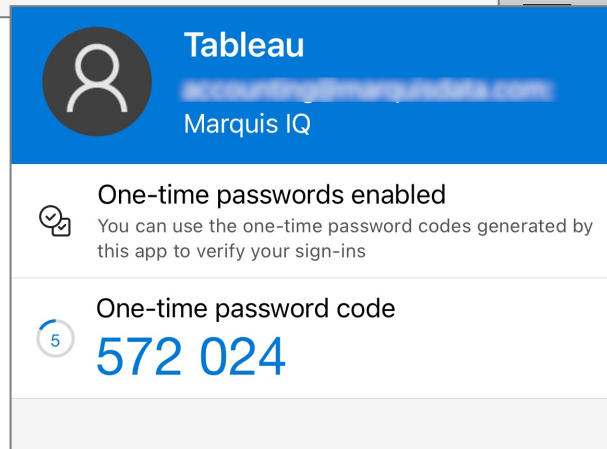 Tableau
Marquis IQ
One-time passwords enabled
You can use the one-time password codes generated by
this app to verify your sign-ins
One-time password code
5
572 024